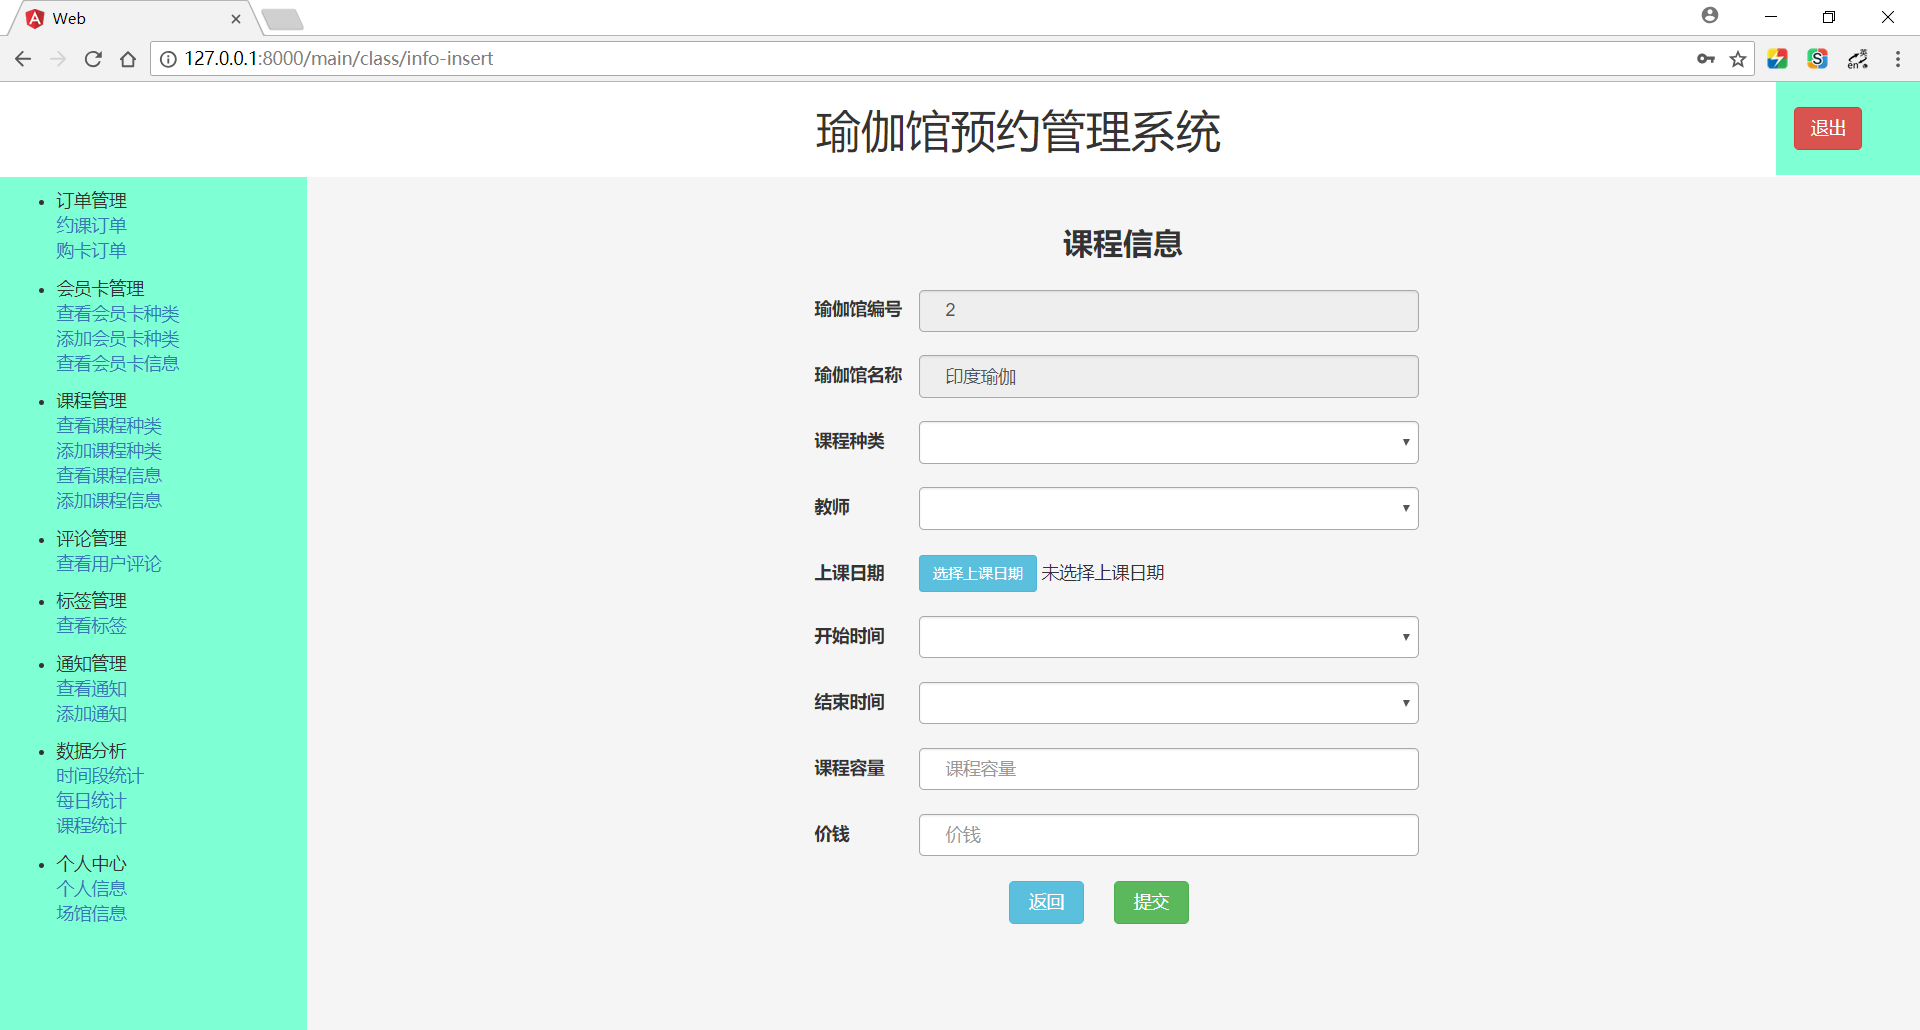 Web
127.0.0.1:8000/main/class/info-insert
英
en
瑜伽馆预约管理系统
退出
订单管理
约课订单
购卡订单
会员卡管理
查看会员卡种类
添加会员卡种类
查看会员卡信息
课程管理
查看课程种类
添加课程种类
查看课程信息
添加课程信息
评论管理
查看用户评论
标签管理
查看标签
通知管理
查看通知
添加通知
数据分析
时间段统计
每日统计
课程统计
个人中心
个人信息
场馆信息
课程信息
瑜伽馆编号 2
瑜伽馆名称 印度瑜伽
课程种类
教师
上课日期 选择上课日期 未选择上课日期
开始时间
结束时间
课程容量 课程容量
价钱 价钱
返回 提交